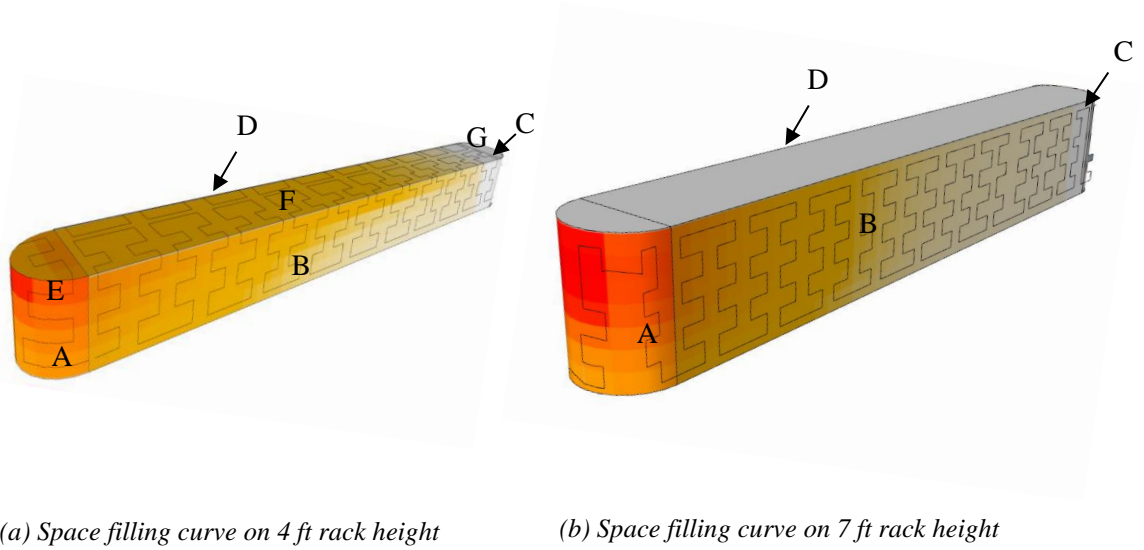 C
D
D
G C
F
B
B
E
A
A
(a) Space filling curve on 4 ft rack height
(b) Space filling curve on 7 ft rack height